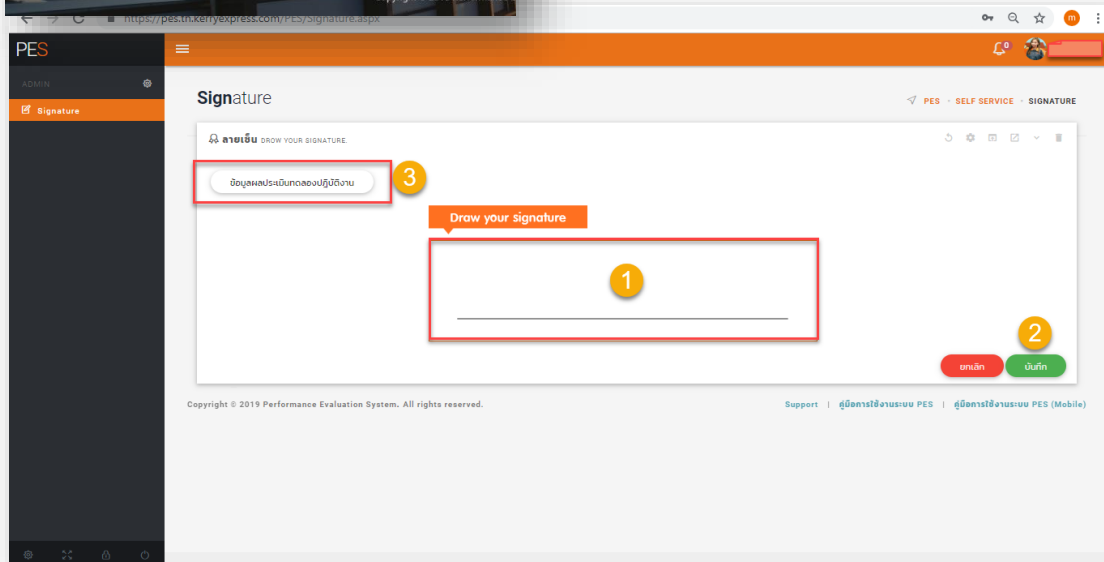 https://pes.tn.kerryexpress.com/PES/Signature.aspx
m
PES
0
ADMIN
Signature
Signature
PES - SELF SERVICE - SIGNATURE
ลายเซ็น DROW YOUR SIGNATURE.
ข้อมูลผลประเมินทดลองปฏิบัติงาน
3
Draw your signature
1
2
ยกเลิก
บันทึก
Copyright © 2019 Performance Evaluation System. All rights reserved.
Support | คู่มือการใช้งานระบบ PES | คู่มือการใช้งานระบบ PES (Mobile)